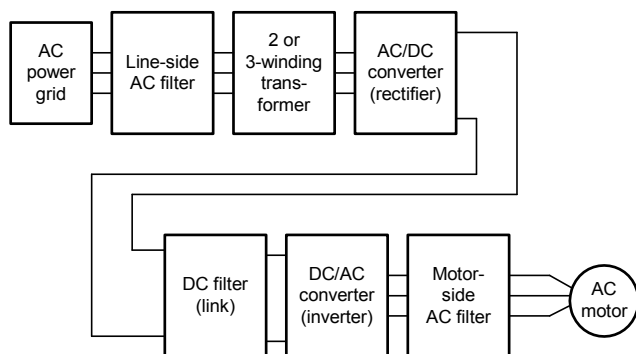 AC
power
grid
Line-side
AC filter
2 or
3-winding
trans-
former
AC/DC
converter
(rectifier)
DC filter
(link)
DC/AC
converter
(inverter)
Motor-
side
AC filter
AC
motor